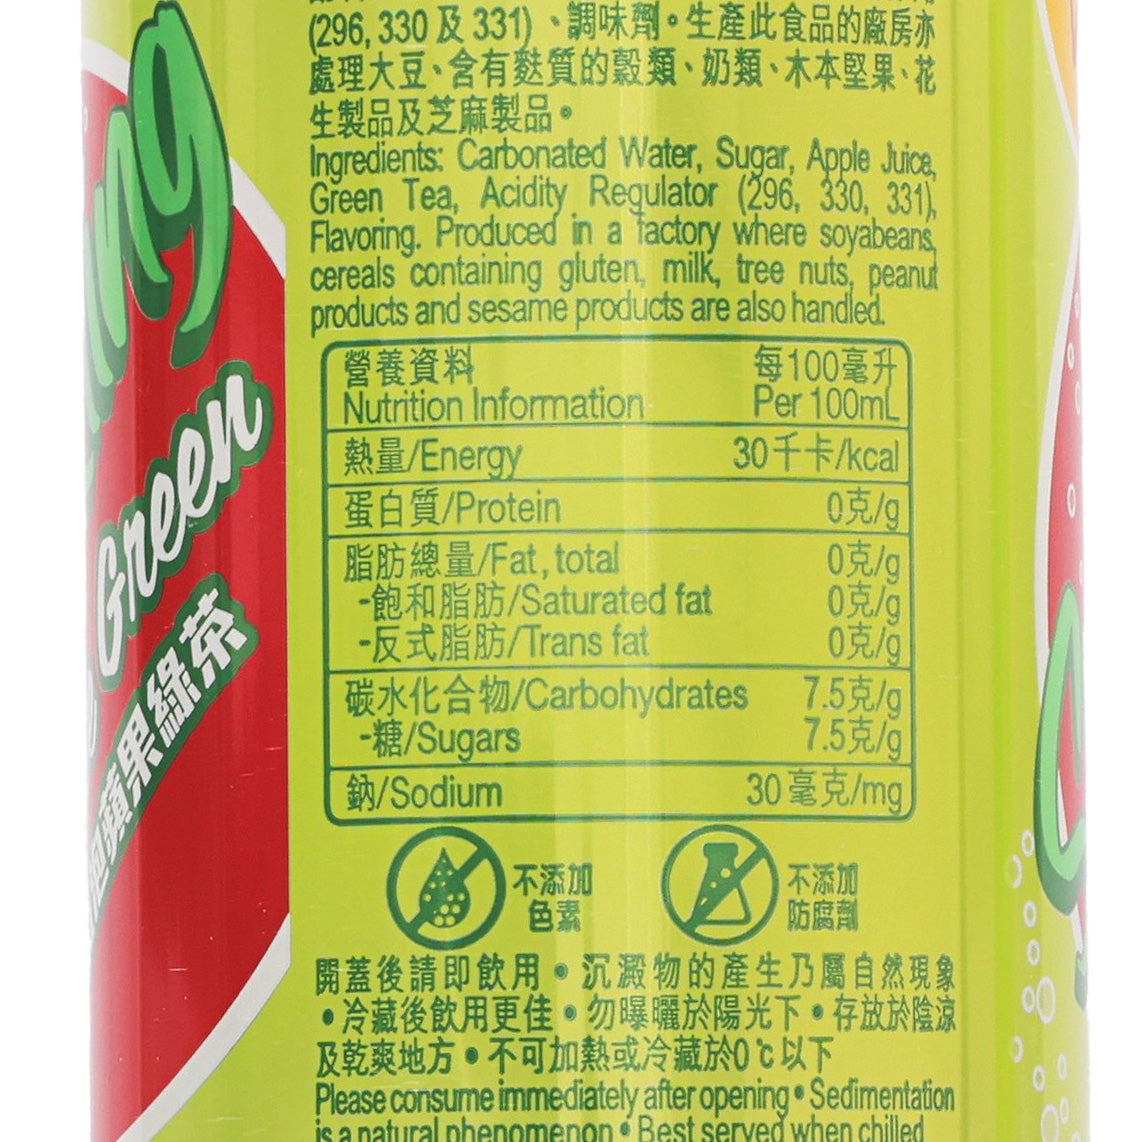 (296, 330 及 331)、調味劑。生產此食品的廠房亦
處理大豆、含有麩質的穀類、奶類、木本堅果、花
生製品及芝麻製品。
Ingredients: Carbonated Water, Sugar, Apple Juice,
Green Tea, Acidity Regulator (296, 330, 331),
Flavoring. Produced in a factory where soyabeans,
cereals containing gluten, milk, tree nuts, peanut
products and sesame products are also handled.
營養資料 每100毫升
Nutrition Information Per 100mL
熱量/Energy 30千卡/kcal
蛋白質/Protein 0克/g
脂肪總量/Fat, total 0克/g
-飽和脂肪/Saturated fat 0克/g
-反式脂肪/Trans fat 0克/g
碳水化合物/Carbohydrates 7.5克/g
-糖/Sugars 7.5克/g
鈉/Sodium 30毫克/mg
不添加
色素
不添加
防腐劑
開蓋後請即飲用•沉澱物的產生乃屬自然現象
•冷藏後飲用更佳•勿曝曬於陽光下•存放於陰涼
及乾爽地方•不可加熱或冷藏於0℃以下
Please consume immediately after opening•Sedimentation
is a natural phenomenon•Best served when chilled
Green
蘋果綠茶